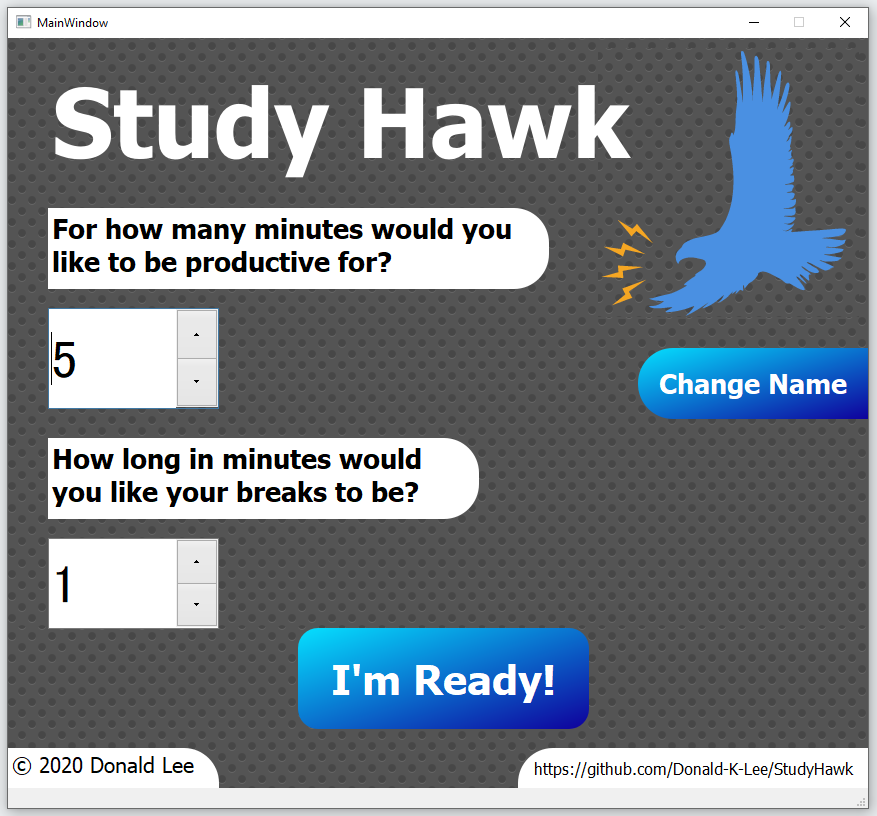 MainWindow
Study Hawk
For how many minutes would you
like to be productive for?
5
Change Name
How long in minutes would
you like your breaks to be?
1
I'm Ready!
© 2020 Donald Lee
https://github.com/Donald-K-Lee/StudyHawk